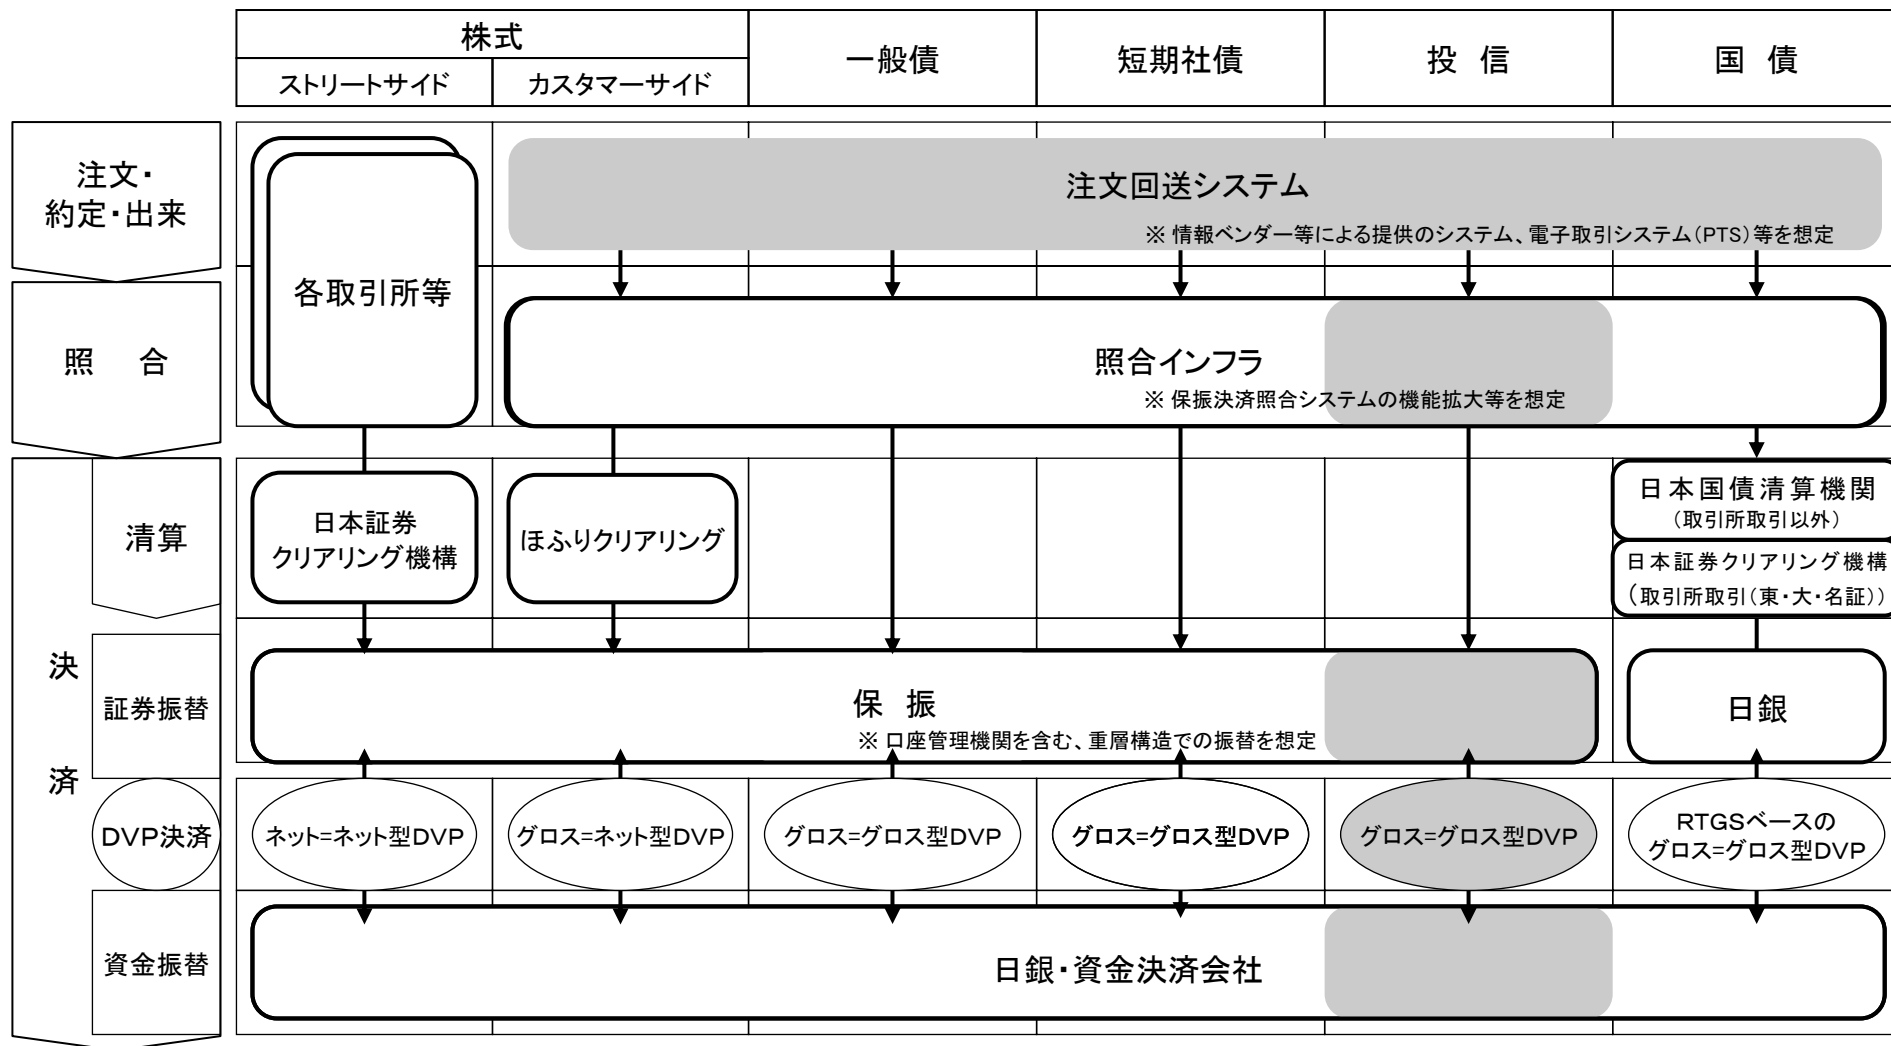 株式
一般債
短期社債
投 信
国 債
ストリートサイド
カスタマーサイド
注文・
約定・出来
注文回送システム
※ 情報ベンダー等による提供のシステム、電子取引システム(PTS)等を想定
各取引所等
照 合
照合インフラ
※ 保振決済照合システムの機能拡大等を想定
決
済
清算
日本証券
クリアリング機構
ほふりクリアリング
日本国債清算機関
(取引所取引以外)
日本証券クリアリング機構
(取引所取引(東・大・名証))
証券振替
保 振
※ 口座管理機関を含む、重層構造での振替を想定
日銀
DVP決済
ネット=ネット型DVP
グロス=ネット型DVP
グロス=グロス型DVP
グロス=グロス型DVP
グロス=グロス型DVP
RTGSベースの
グロス=グロス型DVP
資金振替
日銀・資金決済会社